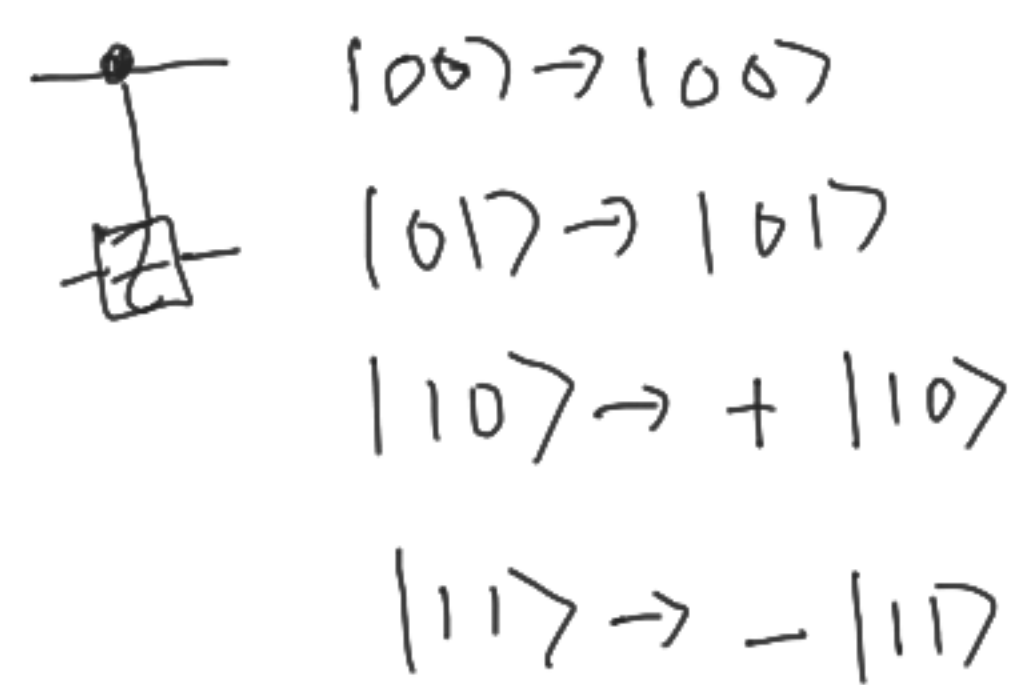 |00⟩ → |00⟩
|01⟩ → |01⟩
Z
|10⟩ → + |10⟩
|11⟩ → - |11⟩